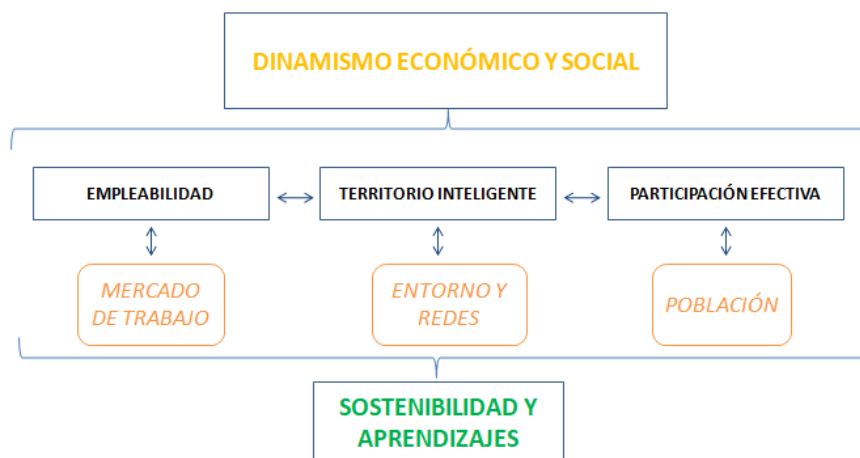 DINAMISMO ECONÓMICO Y SOCIAL
EMPLEABILIDAD
TERRITORIO INTELIGENTE
PARTICIPACIÓN EFECTIVA
MERCADO
DE TRABAJO
ENTORNO Y
REDES
POBLACIÓN
SOSTENIBILIDAD Y
APRENDIZAJES